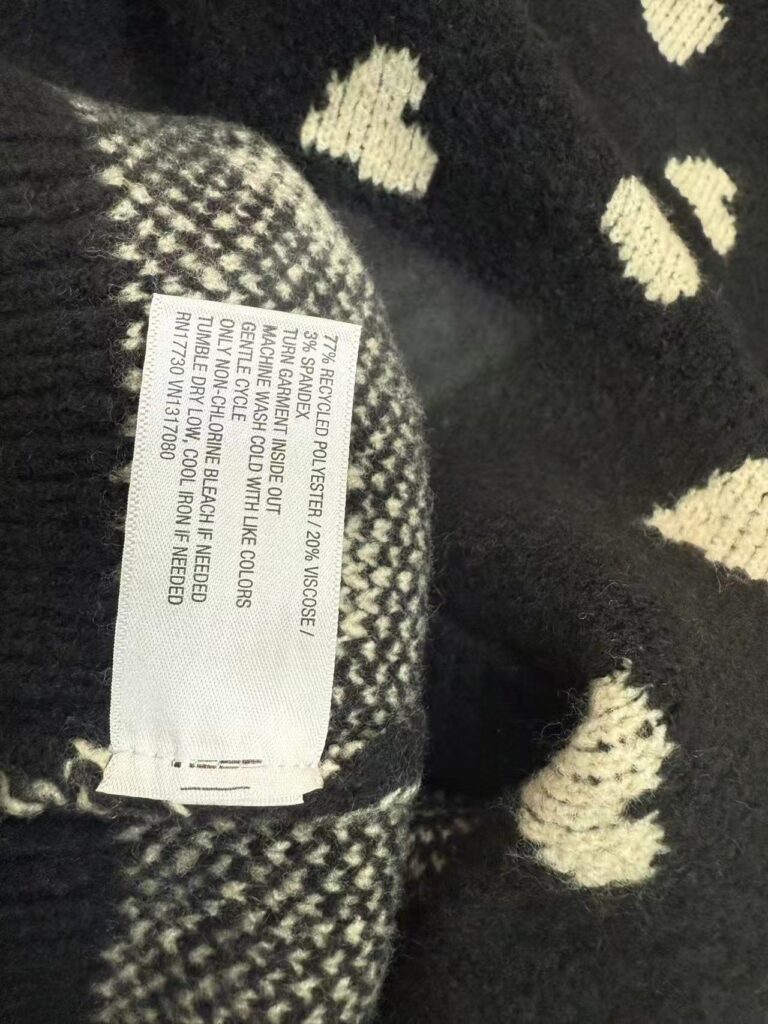 77% RECYCLED POLYESTER / 20% VISCOSE /
3% SPANDEX
TURN GARMENT INSIDE OUT
MACHINE WASH COLD WITH LIKE COLORS
GENTLE CYCLE
ONLY NON-CHLORINE BLEACH IF NEEDED
TUMBLE DRY LOW, COOL IRON IF NEEDED
RN17730 VN1317080